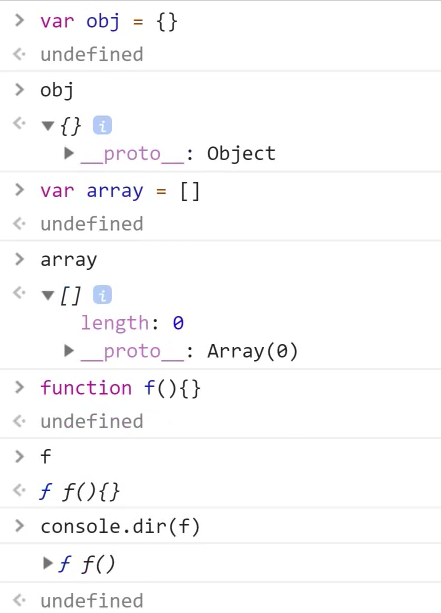 > var obj = {}
<· undefined
> obj
<· ▼{} i
▶__proto__: Object
> var array = []
<· undefined
> array
<· ▼[] i
length: 0
▶__proto__: Array(0)
> function f(){}
<· undefined
> f
<· ƒ f(){}
> console.dir(f)
▶ƒ f()
<· undefined